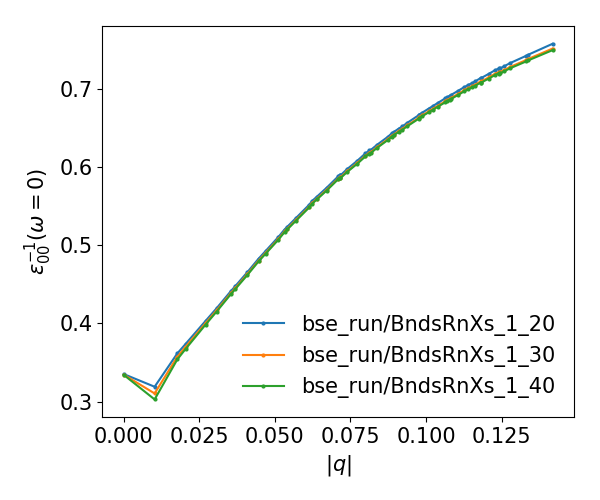 0.7
0.6
0.5
0.4
0.3
ε₀₀⁻¹(ω = 0)
bse_run/BndsRnXs_1_20
bse_run/BndsRnXs_1_30
bse_run/BndsRnXs_1_40
0.000 0.025 0.050 0.075 0.100 0.125
|q|